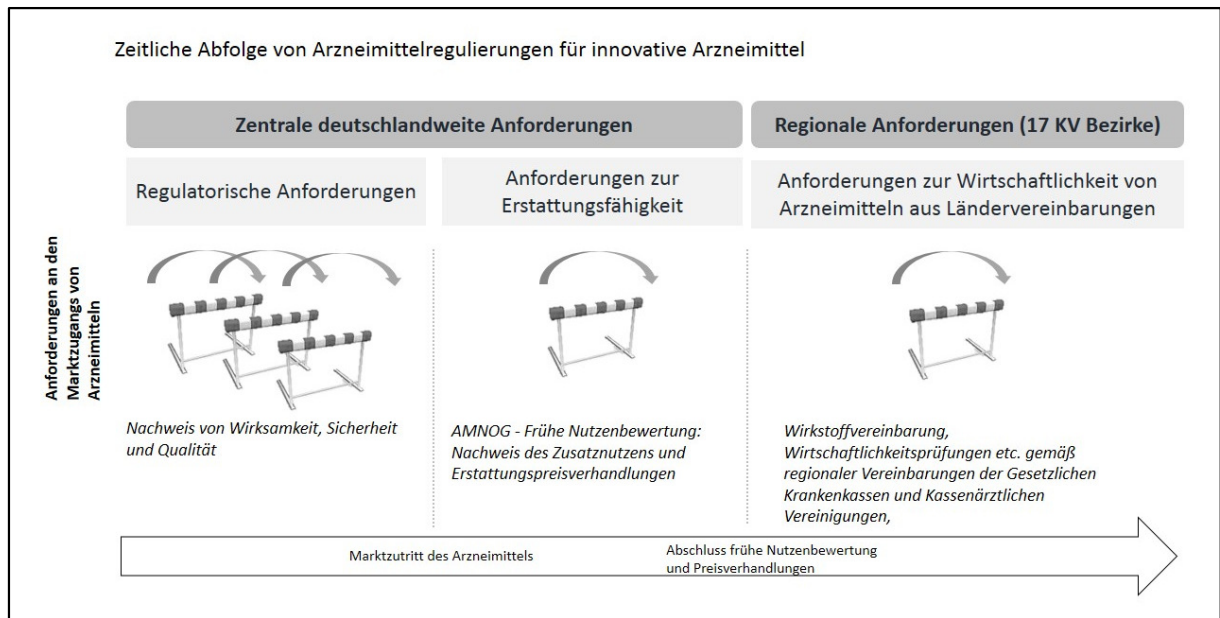 Zeitliche Abfolge von Arzneimittelregulierungen für innovative Arzneimittel
Zentrale deutschlandweite Anforderungen
Regionale Anforderungen (17 KV Bezirke)
Regulatorische Anforderungen
Anforderungen zur
Erstattungsfähigkeit
Anforderungen zur Wirtschaftlichkeit von
Arzneimitteln aus Ländervereinbarungen
Anforderungen an den
Marktzugangs von
Arzneimitteln
Nachweis von Wirksamkeit, Sicherheit
und Qualität
AMNOG - Frühe Nutzenbewertung:
Nachweis des Zusatznutzens und
Erstattungspreisverhandlungen
Wirkstoffvereinbarung,
Wirtschaftlichkeitsprüfungen etc. gemäß
regionaler Vereinbarungen der Gesetzlichen
Krankenkassen und Kassenärztlichen
Vereinigungen,
Marktzutritt des Arzneimittels
Abschluss frühe Nutzenbewertung
und Preisverhandlungen